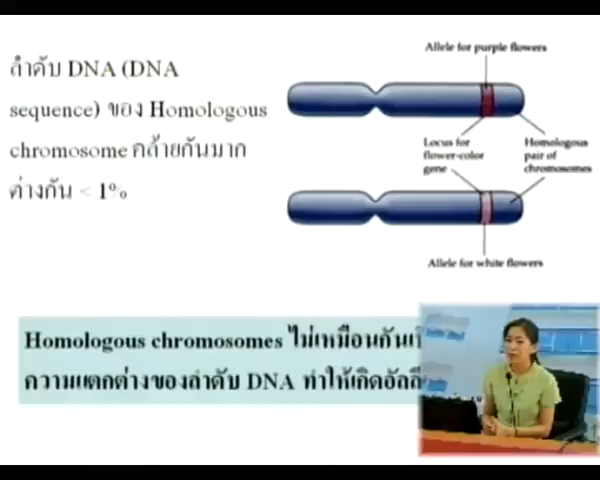 ลำดับ DNA (DNA
sequence) ของ Homologous
chromosome คล้ายกันมาก
ต่างกัน < 1%
Allele for purple flowers
Locus for
flower-color
gene
Homologous
pair of
chromosomes
Allele for white flowers
Homologous chromosomes ไม่เหมือนกัน
ความแตกต่างของลำดับ DNA ทำให้เกิด